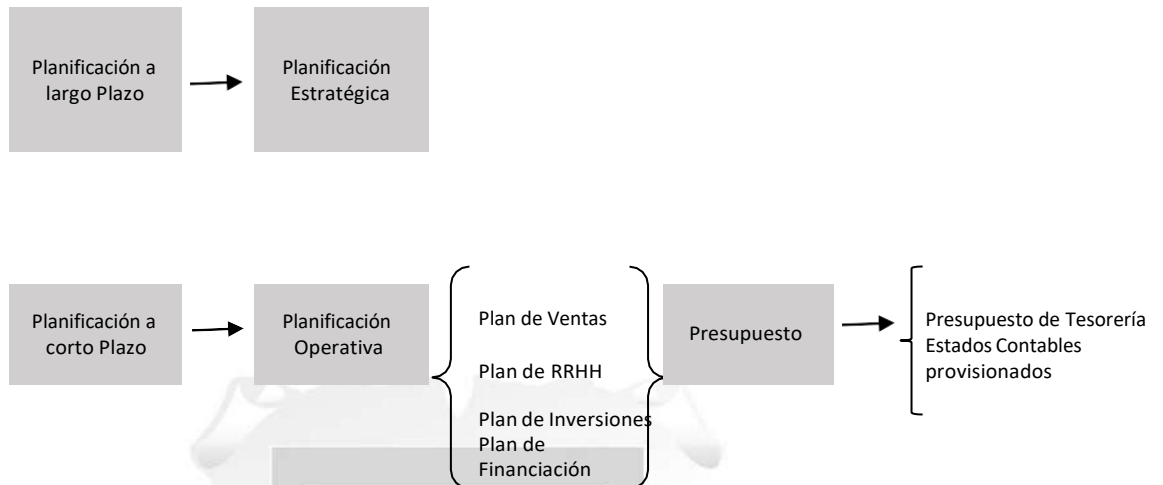 Planificación a
largo Plazo
Planificación
Estratégica
Planificación a
corto Plazo
Planificación
Operativa
Plan de Ventas
Plan de RRHH
Plan de Inversiones
Plan de
Financiación
Presupuesto
Presupuesto de Tesorería
Estados Contables
provisionados